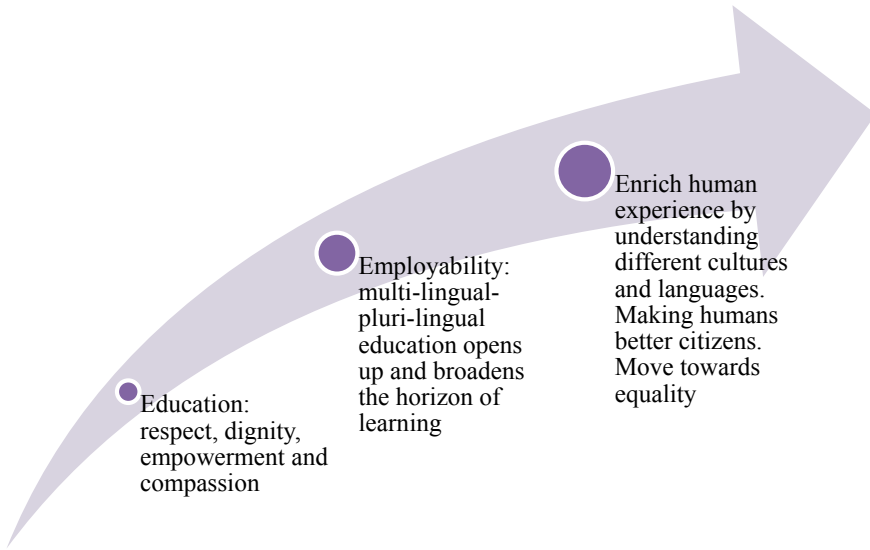 Education:
respect, dignity,
empowerment and
compassion
Employability:
multi-lingual-
pluri-lingual
education opens
up and broadens
the horizon of
learning
Enrich human
experience by
understanding
different cultures
and languages.
Making humans
better citizens.
Move towards
equality